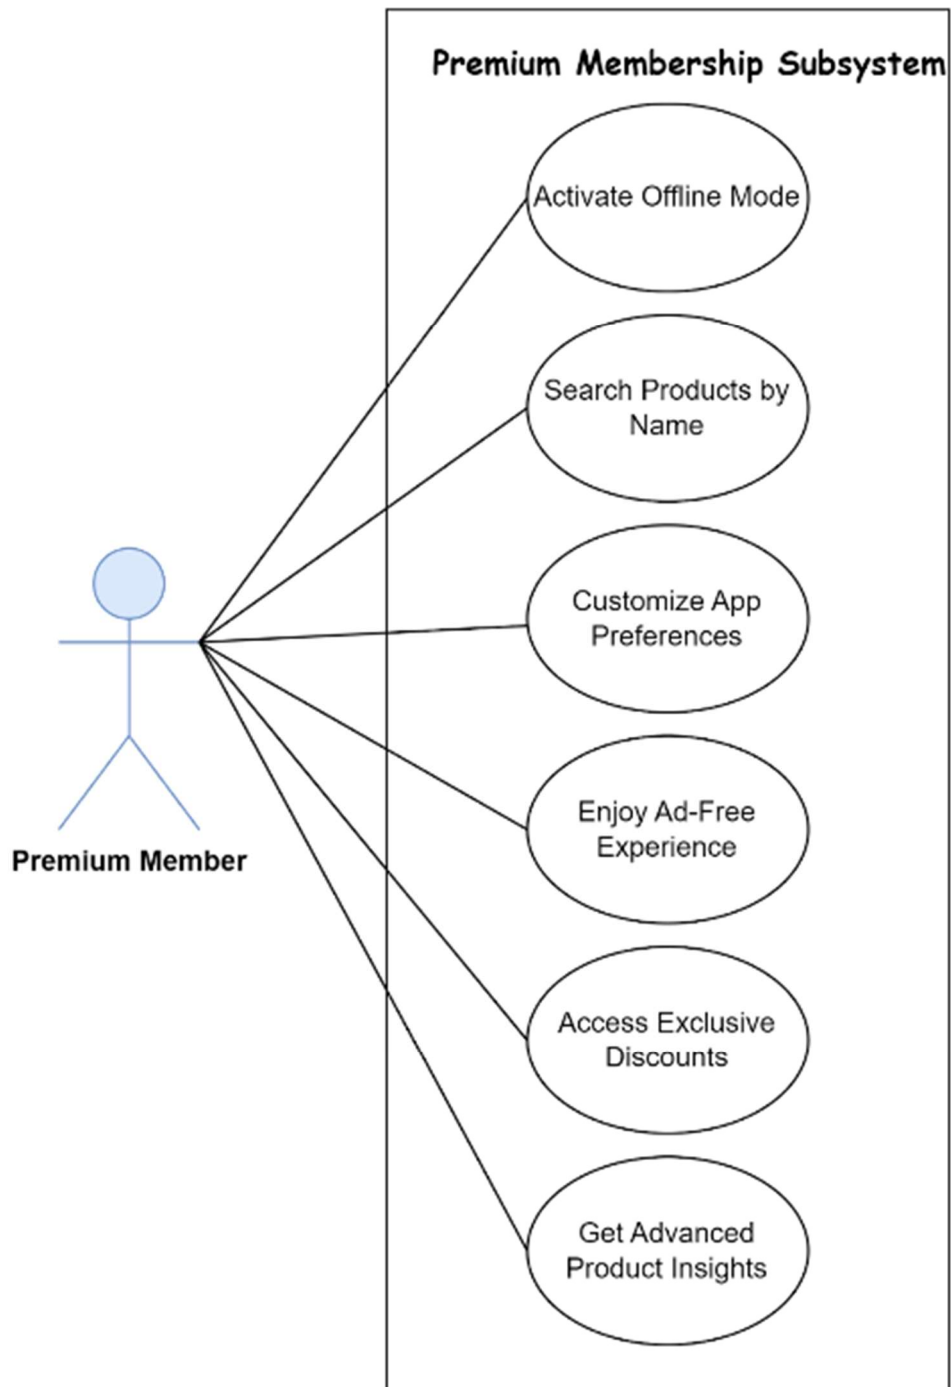 Premium Membership Subsystem
Activate Offline Mode
Search Products by
Name
Customize App
Preferences
Enjoy Ad-Free
Experience
Premium Member
Access Exclusive
Discounts
Get Advanced
Product Insights